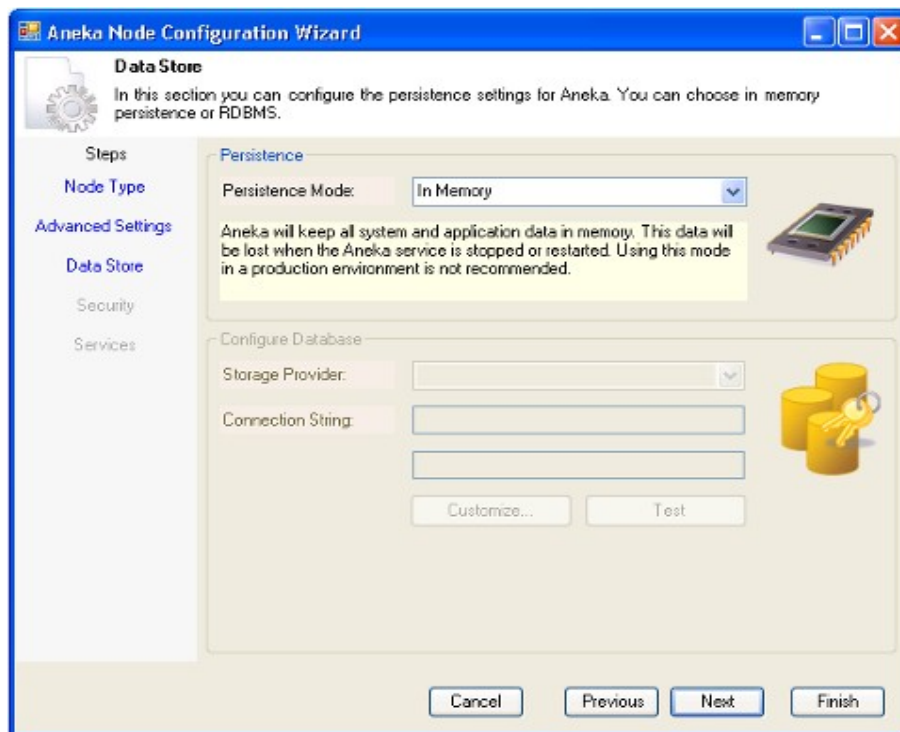 Aneka Node Configuration Wizard
Data Store
In this section you can configure the persistence settings for Aneka. You can choose in memory
persistence or RDBMS.
Steps
Node Type
Advanced Settings
Data Store
Security
Services
Persistence
Persistence Mode:
In Memory
Aneka will keep all system and application data in memory. This data will
be lost when the Aneka service is stopped or restarted. Using this mode
in a production environment is not recommended.
Configure Database
Storage Provider:
Connection String:
Customize...
Test
Cancel
Previous
Next
Finish